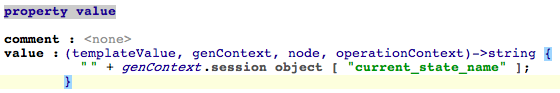 property value
comment : <none>
value : (templateValue, genContext, node, operationContext)->string {
"" + genContext.session object [ "current_state_name" ];
}